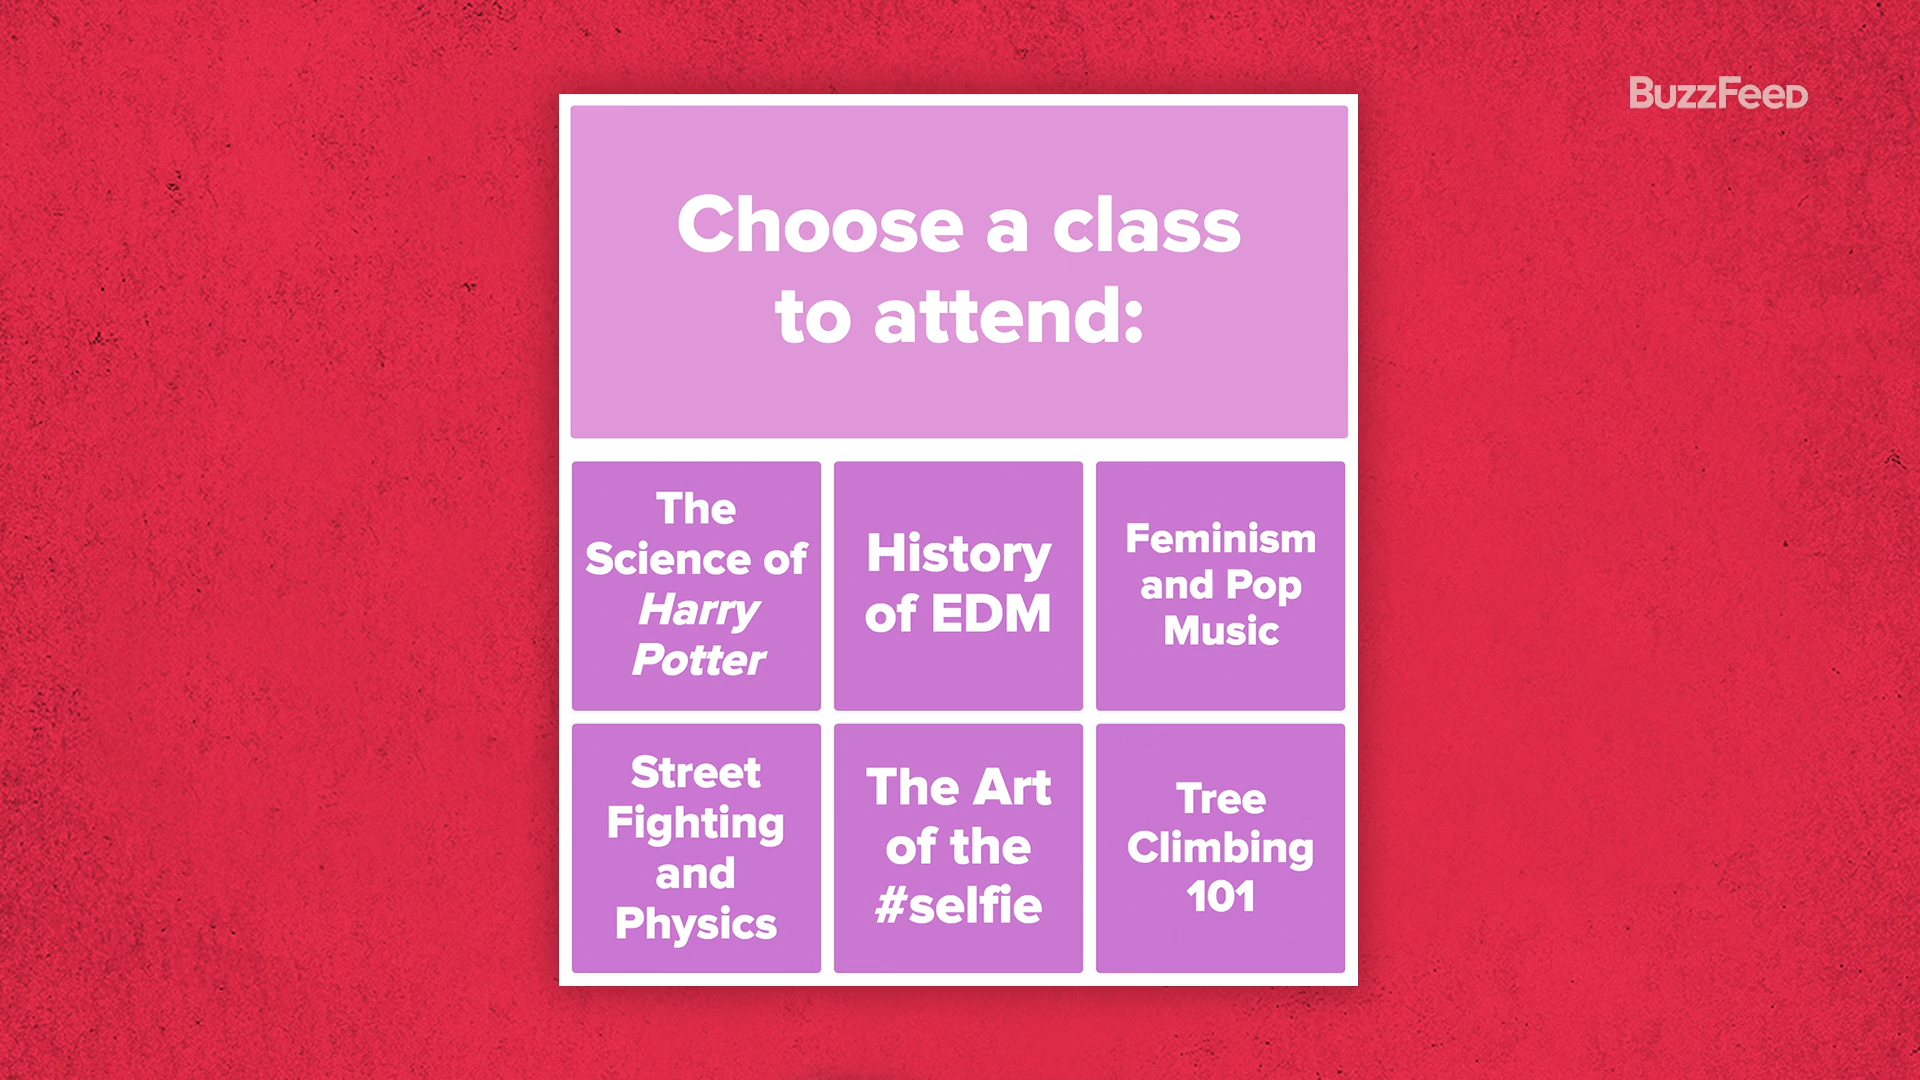 BuzzFeed
Choose a class
to attend:
The
Science of
Harry
Potter
History
of EDM
Feminism
and Pop
Music
Street
Fighting
and
Physics
The Art
of the
#selfie
Tree
Climbing
101